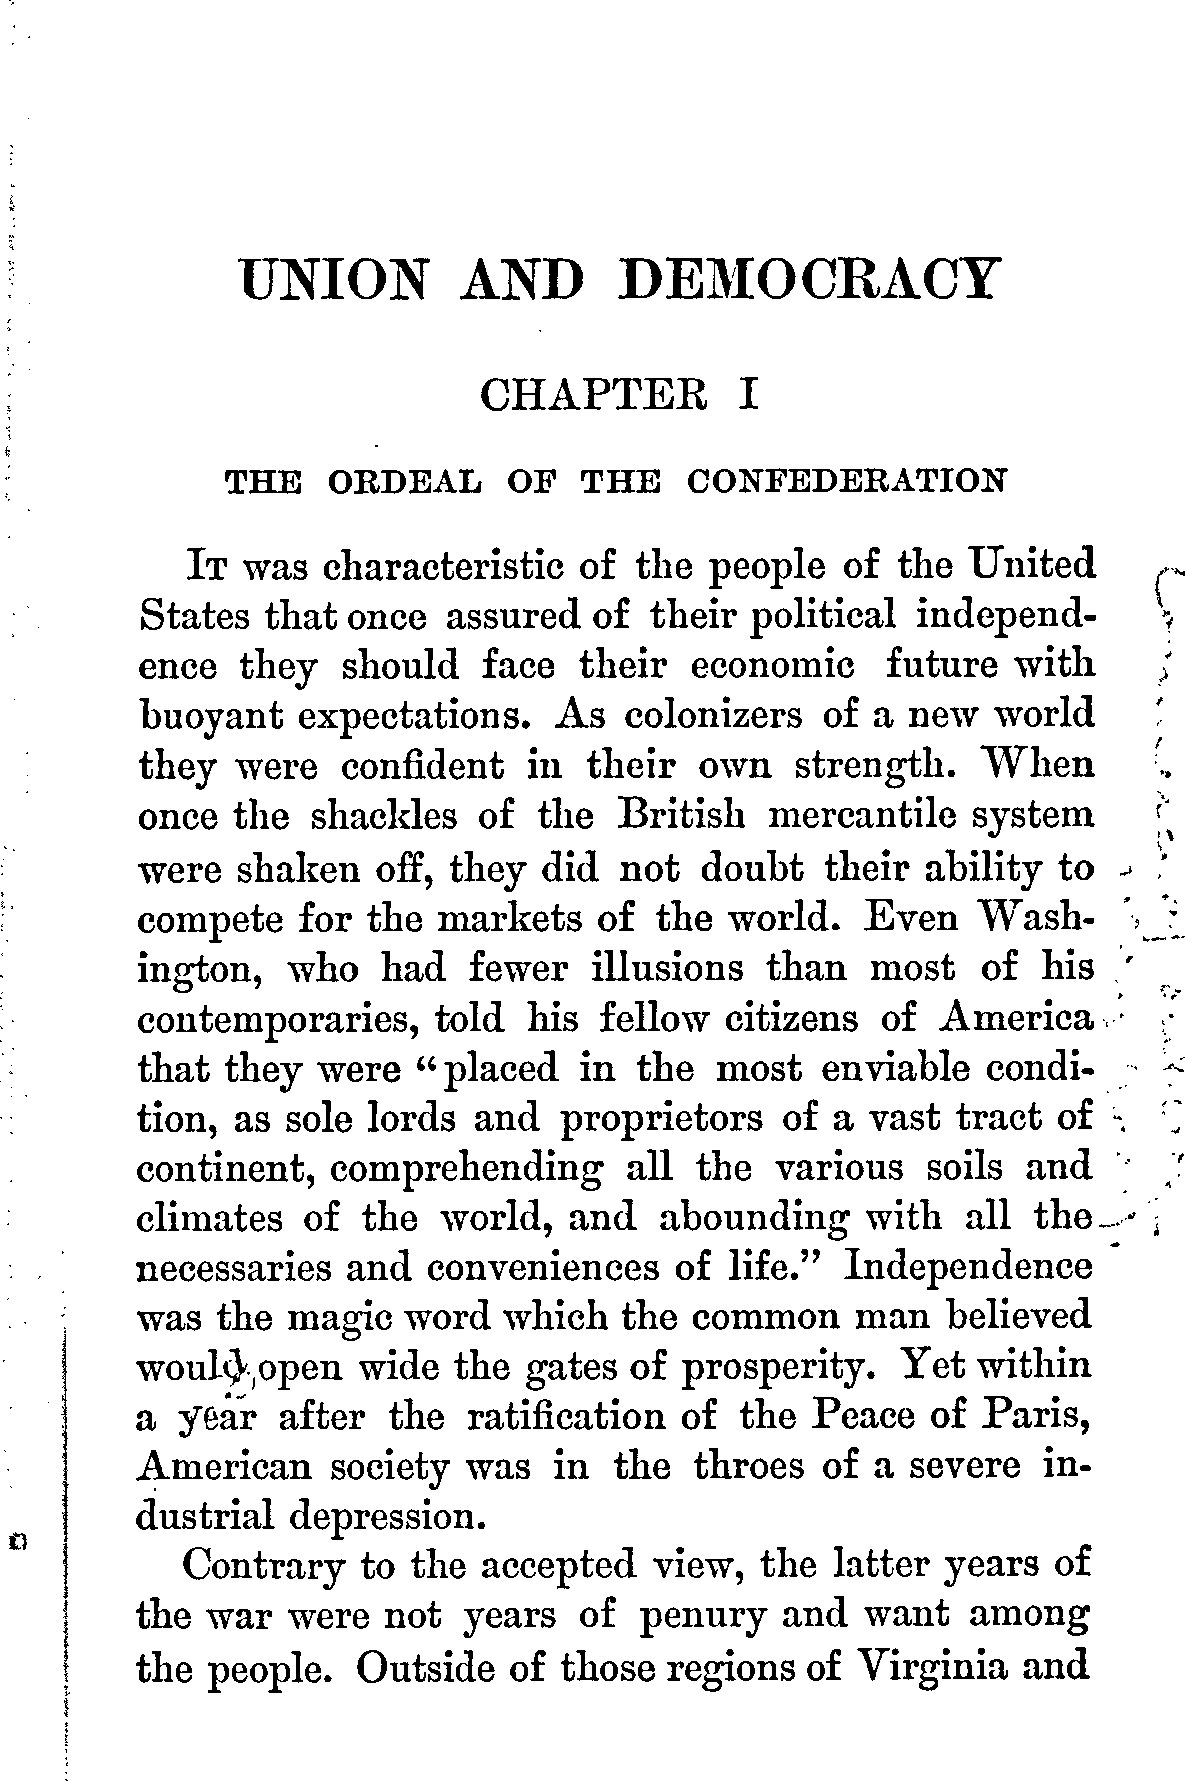 UNION AND DEMOCRACY
CHAPTER I
THE ORDEAL OF THE CONFEDERATION
IT was characteristic of the people of the United
States that once assured of their political independ-
ence they should face their economic future with
buoyant expectations. As colonizers of a new world
they were confident in their own strength. When
once the shackles of the British mercantile system
were shaken off, they did not doubt their ability to
compete for the markets of the world. Even Wash-
ington, who had fewer illusions than most of his
contemporaries, told his fellow citizens of America
that they were "placed in the most enviable condi-
tion, as sole lords and proprietors of a vast tract of
continent, comprehending all the various soils and
climates of the world, and abounding with all the
necessaries and conveniences of life." Independence
was the magic word which the common man believed
would open wide the gates of prosperity. Yet within
a year after the ratification of the Peace of Paris,
American society was in the throes of a severe in-
dustrial depression.
Contrary to the accepted view, the latter years of
the war were not years of penury and want among
the people. Outside of those regions of Virginia and